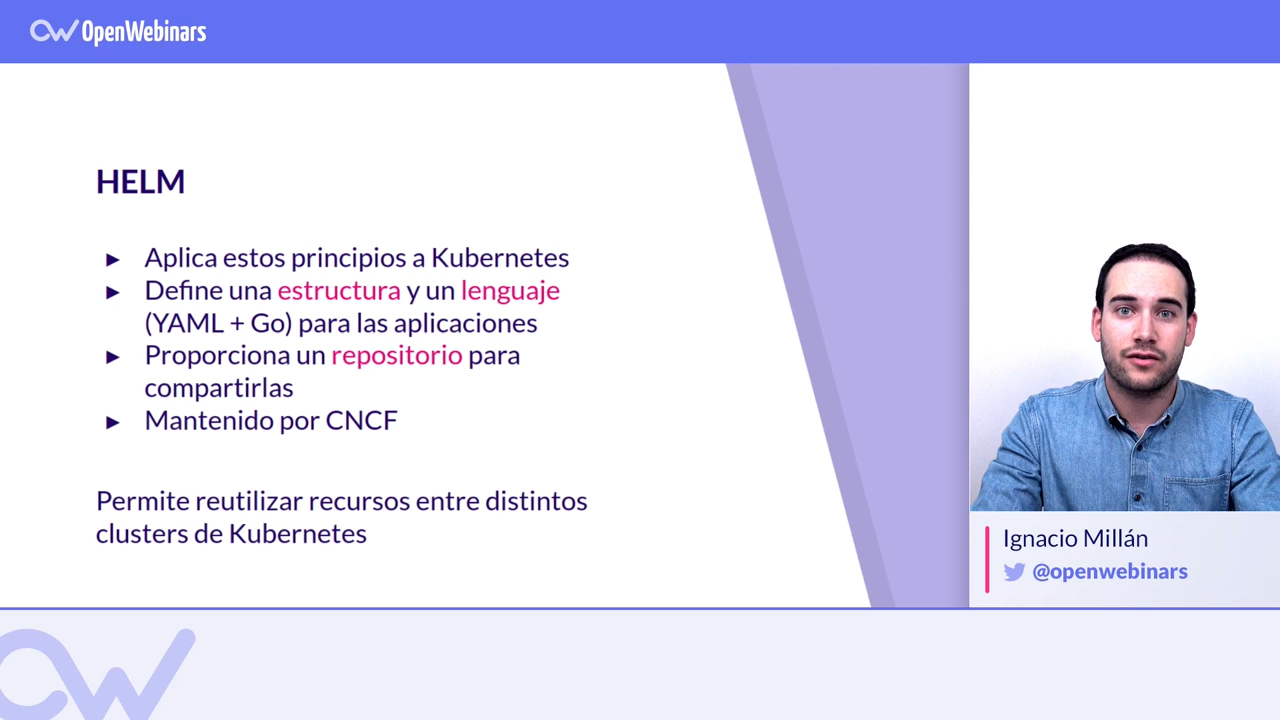 OpenWebinars
HELM
► Aplica estos principios a Kubernetes
► Define una estructura y un lenguaje
(YAML + Go) para las aplicaciones
► Proporciona un repositorio para
compartirlas
► Mantenido por CNCF
Permite reutilizar recursos entre distintos
clusters de Kubernetes
Ignacio Millán
@openwebinars